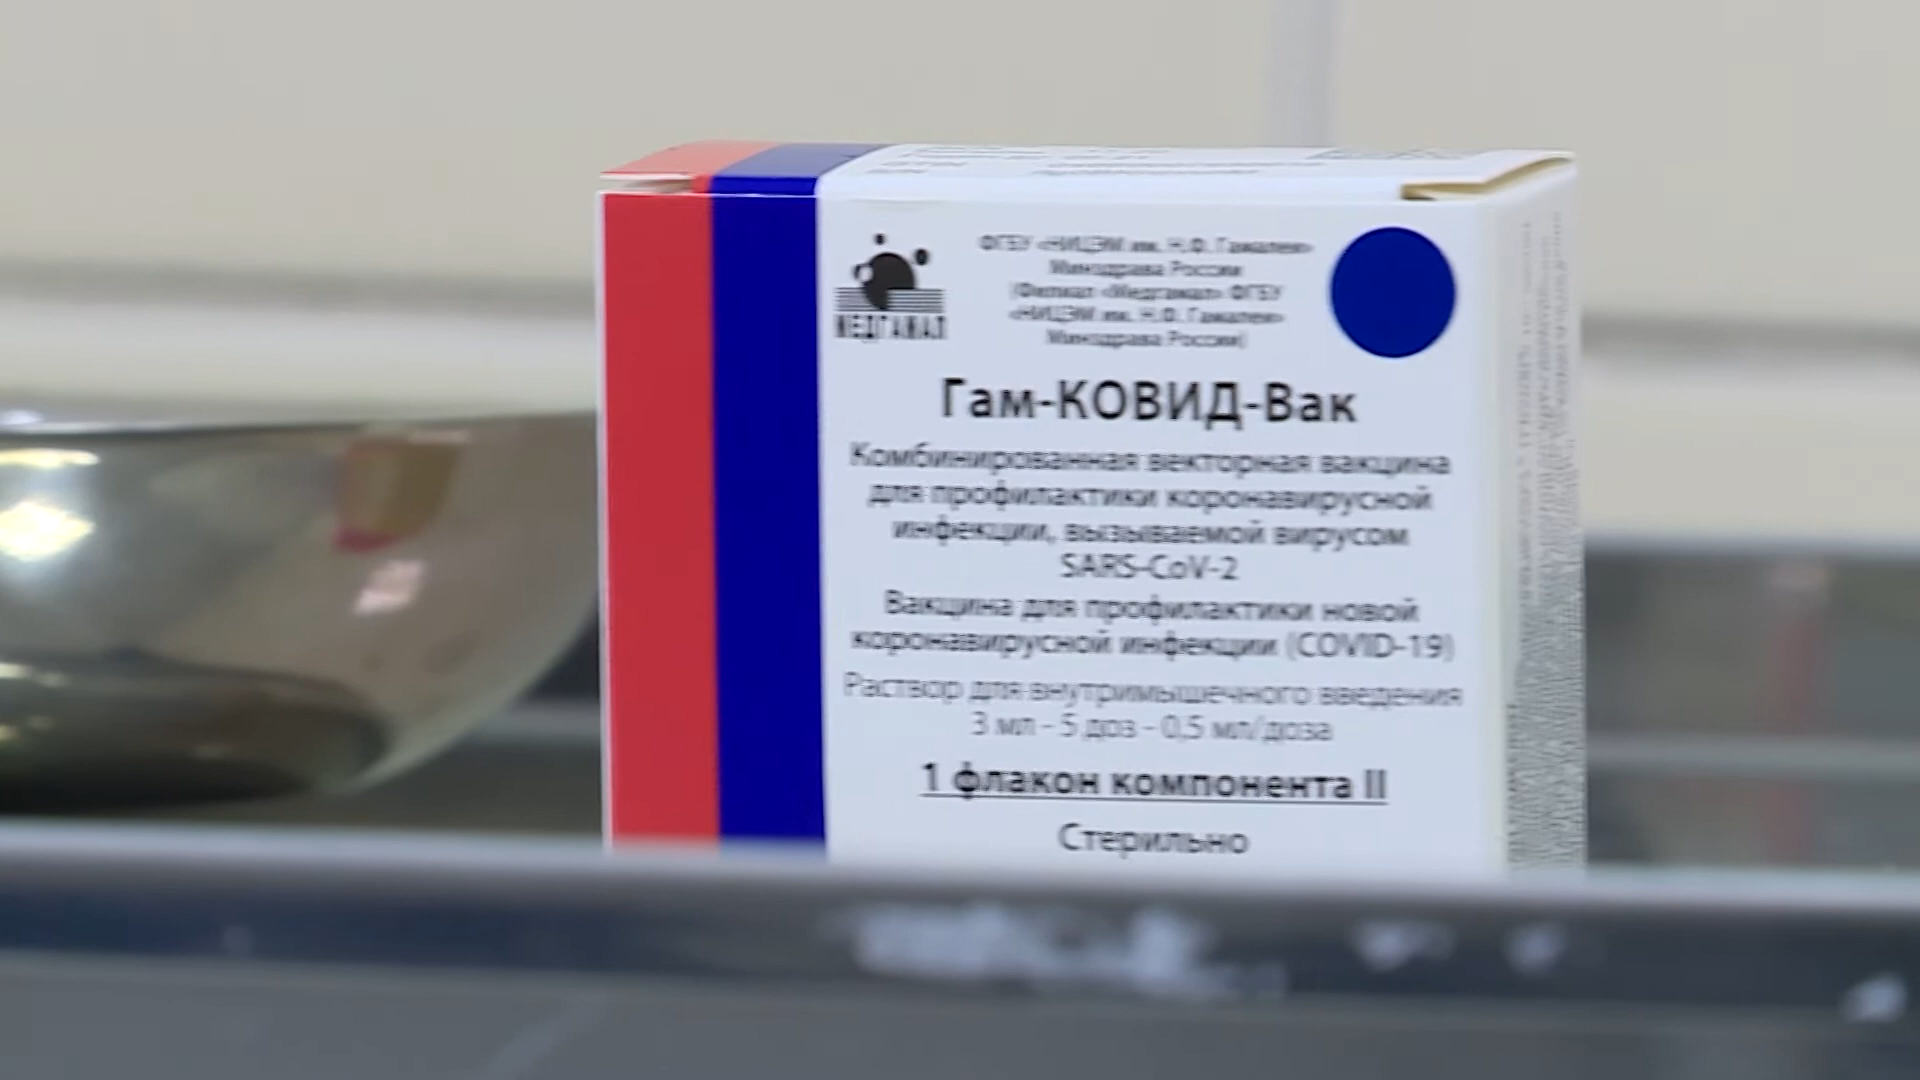 МЕДГАМАЛ
ФГБУ «НИЦЭМ им. Н.Ф. Гамалеи»
Минздрава России
(Филиал «Медгамал» ФГБУ
«НИЦЭМ им. Н.Ф. Гамалеи»
Минздрава России)
Гам-КОВИД-Вак
Комбинированная векторная вакцина
для профилактики коронавирусной
инфекции, вызываемой вирусом
SARS-CoV-2
Вакцина для профилактики новой
коронавирусной инфекции (COVID-19)
Раствор для внутримышечного введения
3 мл - 5 доз - 0,5 мл/доза
1 флакон компонента II
Стерильно